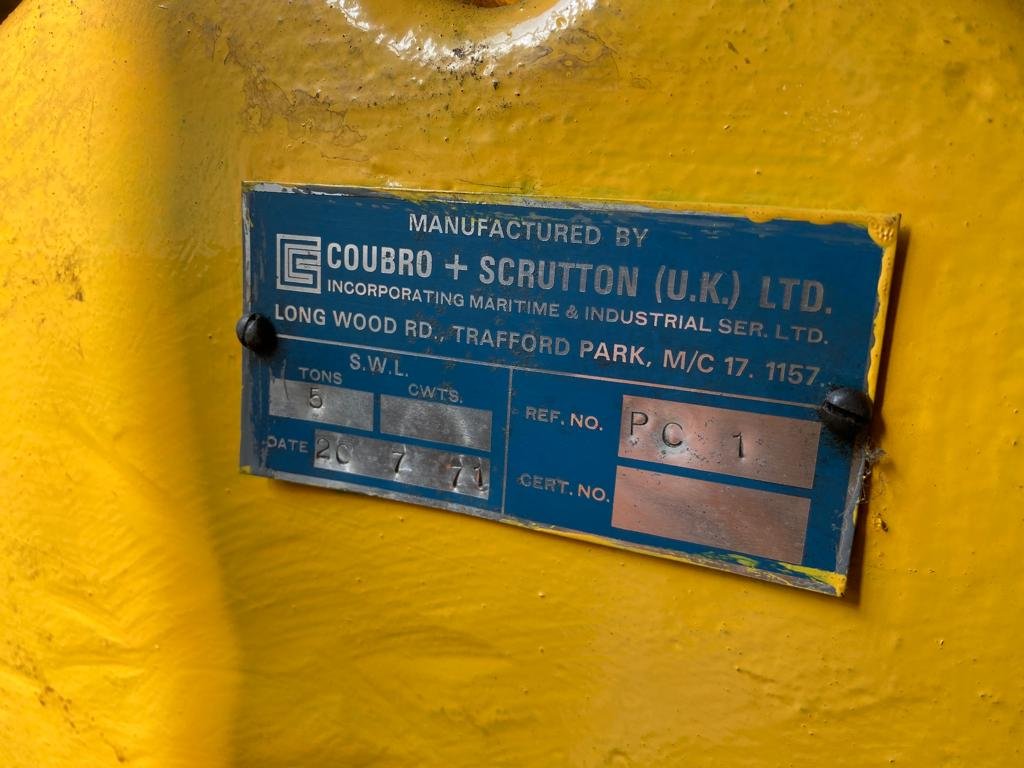 MANUFACTURED BY
COUBRO + SCRUTTON (U.K.) LTD.
INCORPORATING MARITIME & INDUSTRIAL SER. LTD.
LONG WOOD RD., TRAFFORD PARK, M/C 17. 1157.
S.W.L.
TONS CWTS.
5
DATE 20 7 71
REF. NO. PC 1
CERT. NO.